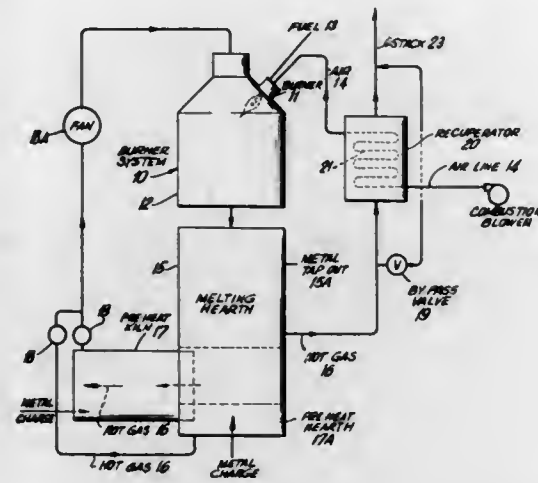 FUEL 13
STACK 23
BURNER
11
AIR
14
FAN
18A
BURNER
SYSTEM
10
12
RECUPERATOR
20
21
AIR LINE 14
COMBUSTION
BLOWER
15
METAL
TAP OUT
15A
MELTING
HEARTH
V
BY PASS
VALVE
19
18
18
PREHEAT
KILN
17
HOT GAS
16
METAL
CHARGE
HOT GAS 16
PREHEAT
HEARTH
17A
HOT GAS 16
METAL
CHARGE